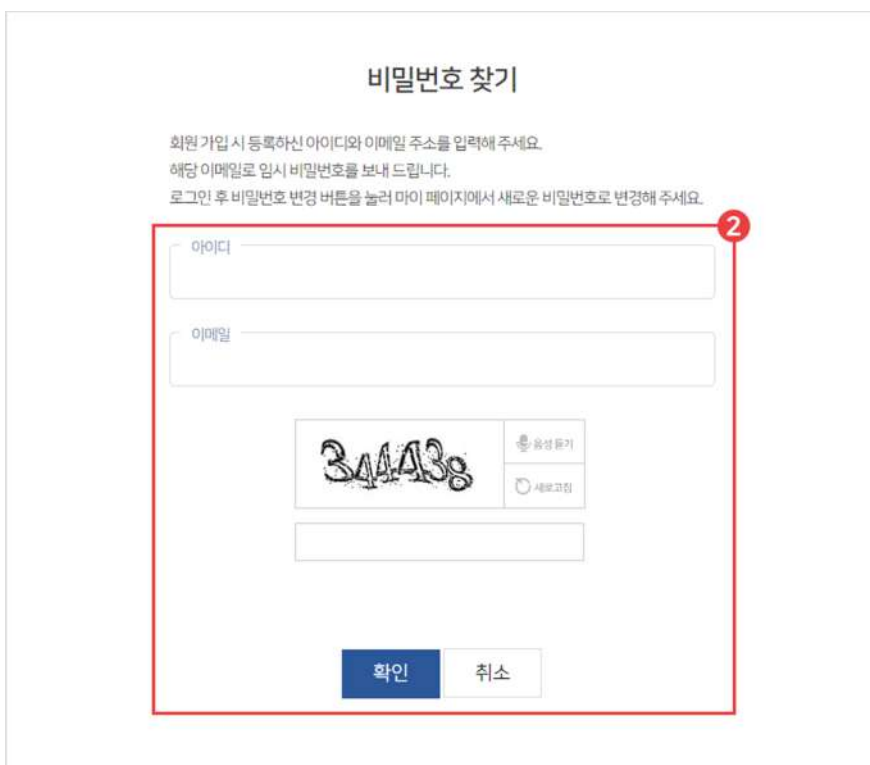 비밀번호 찾기
회원 가입 시 등록하신 아이디와 이메일 주소를 입력해 주세요.
해당 이메일로 임시 비밀번호를 보내 드립니다.
로그인 후 비밀번호 변경 버튼을 눌러 마이 페이지에서 새로운 비밀번호로 변경해 주세요.
2
아이디
이메일
344438
음성 듣기
새로고침
확인 취소